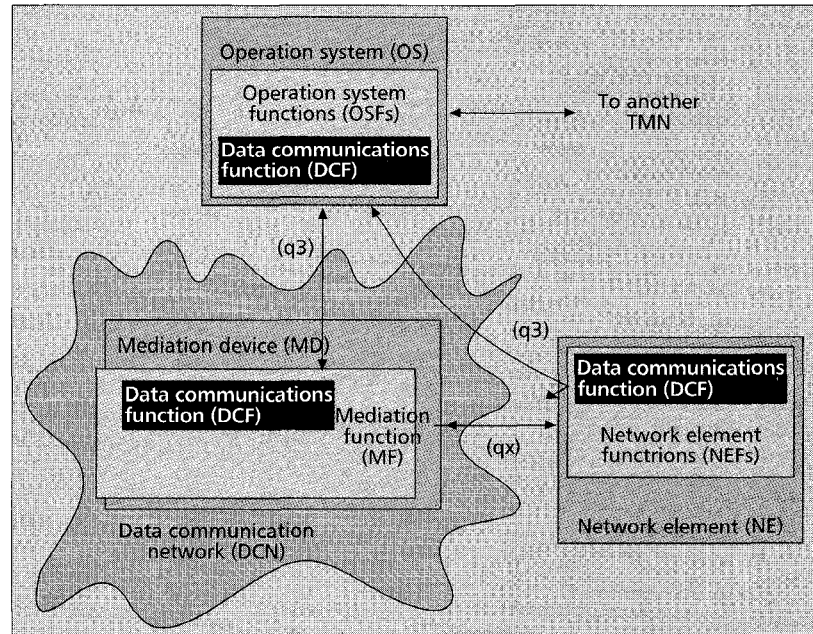 Operation system (OS)
Operation system
functions (OSFs)
Data communications
function (DCF)
To another
TMN
(q3)
(q3)
Mediation device (MD)
Data communications
function (DCF)
Mediation
function
(MF)
(qx)
Data communications
function (DCF)
Network element
functrions (NEFs)
Network element (NE)
Data communication
network (DCN)